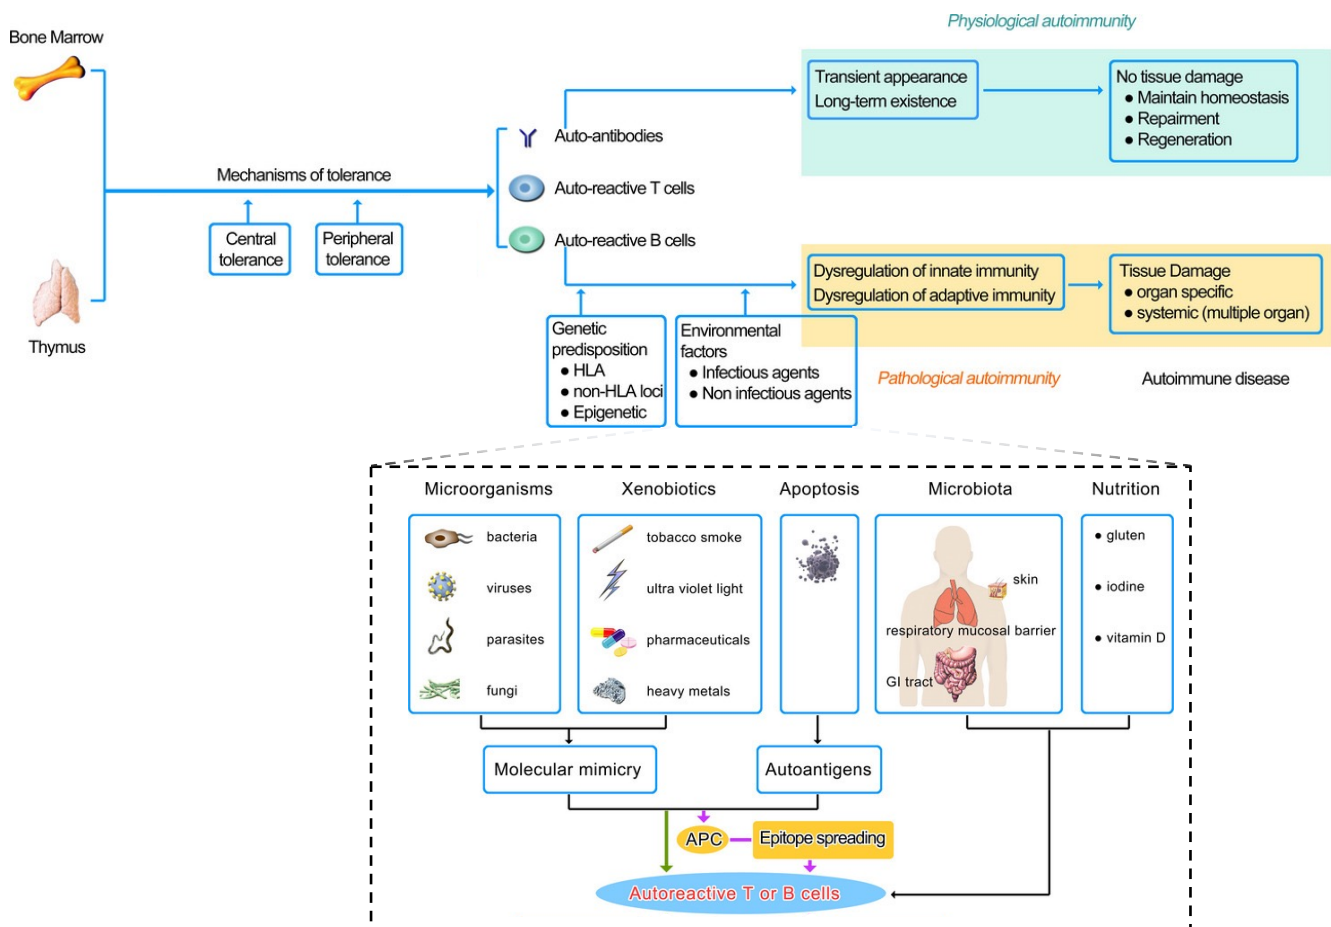 Physiological autoimmunity
Bone Marrow
Transient appearance
Long-term existence
No tissue damage
● Maintain homeostasis
● Repairment
● Regeneration
Auto-antibodies
Mechanisms of tolerance
Auto-reactive T cells
Central
tolerance
Peripheral
tolerance
Auto-reactive B cells
Dysregulation of innate immunity
Dysregulation of adaptive immunity
Tissue Damage
● organ specific
● systemic (multiple organ)
Thymus
Genetic
predisposition
● HLA
● non-HLA loci
● Epigenetic
Environmental
factors
● Infectious agents
● Non infectious agents
Pathological autoimmunity
Autoimmune disease
Microorganisms
Xenobiotics
Apoptosis
Microbiota
Nutrition
bacteria
viruses
parasites
fungi
tobacco smoke
ultra violet light
pharmaceuticals
heavy metals
skin
respiratory mucosal barrier
GI tract
● gluten
● iodine
● vitamin D
Molecular mimicry
Autoantigens
APC
Epitope spreading
Autoreactive T or B cells